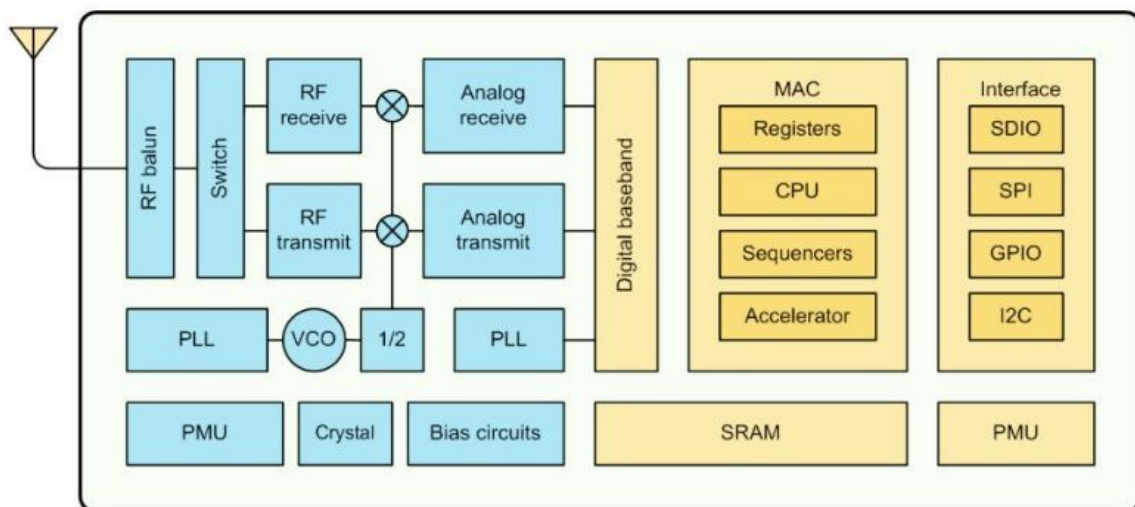 RF balun
Switch
RF
receive
Analog
receive
RF
transmit
Analog
transmit
PLL
VCO
1/2
PLL
Digital baseband
MAC
Registers
CPU
Sequencers
Accelerator
Interface
SDIO
SPI
GPIO
I2C
PMU
Crystal
Bias circuits
SRAM
PMU